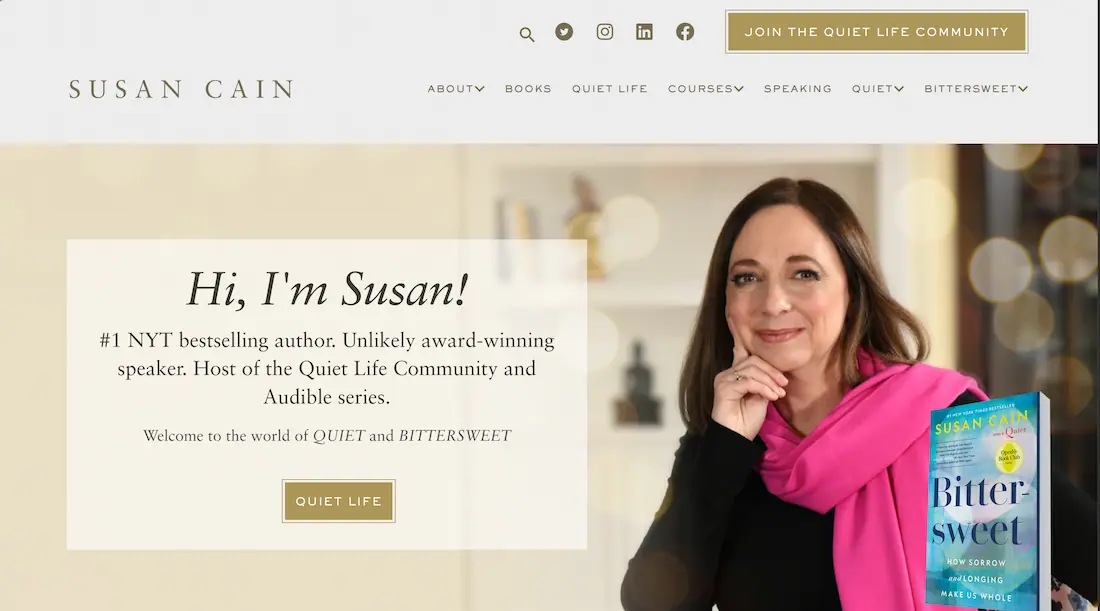 JOIN THE QUIET LIFE COMMUNITY
SUSAN CAIN
ABOUT
BOOKS
QUIET LIFE
COURSES
SPEAKING
QUIET
BITTERSWEET
Hi, I'm Susan!
#1 NYT bestselling author. Unlikely award-winning
speaker. Host of the Quiet Life Community and
Audible series.
Welcome to the world of QUIET and BITTERSWEET
QUIET LIFE
#1 NEW YORK TIMES BESTSELLER
SUSAN CAIN
Quiet
Oprah's
Book Club
Bitter-
sweet
HOW SORROW
and LONGING
MAKE US WHOLE